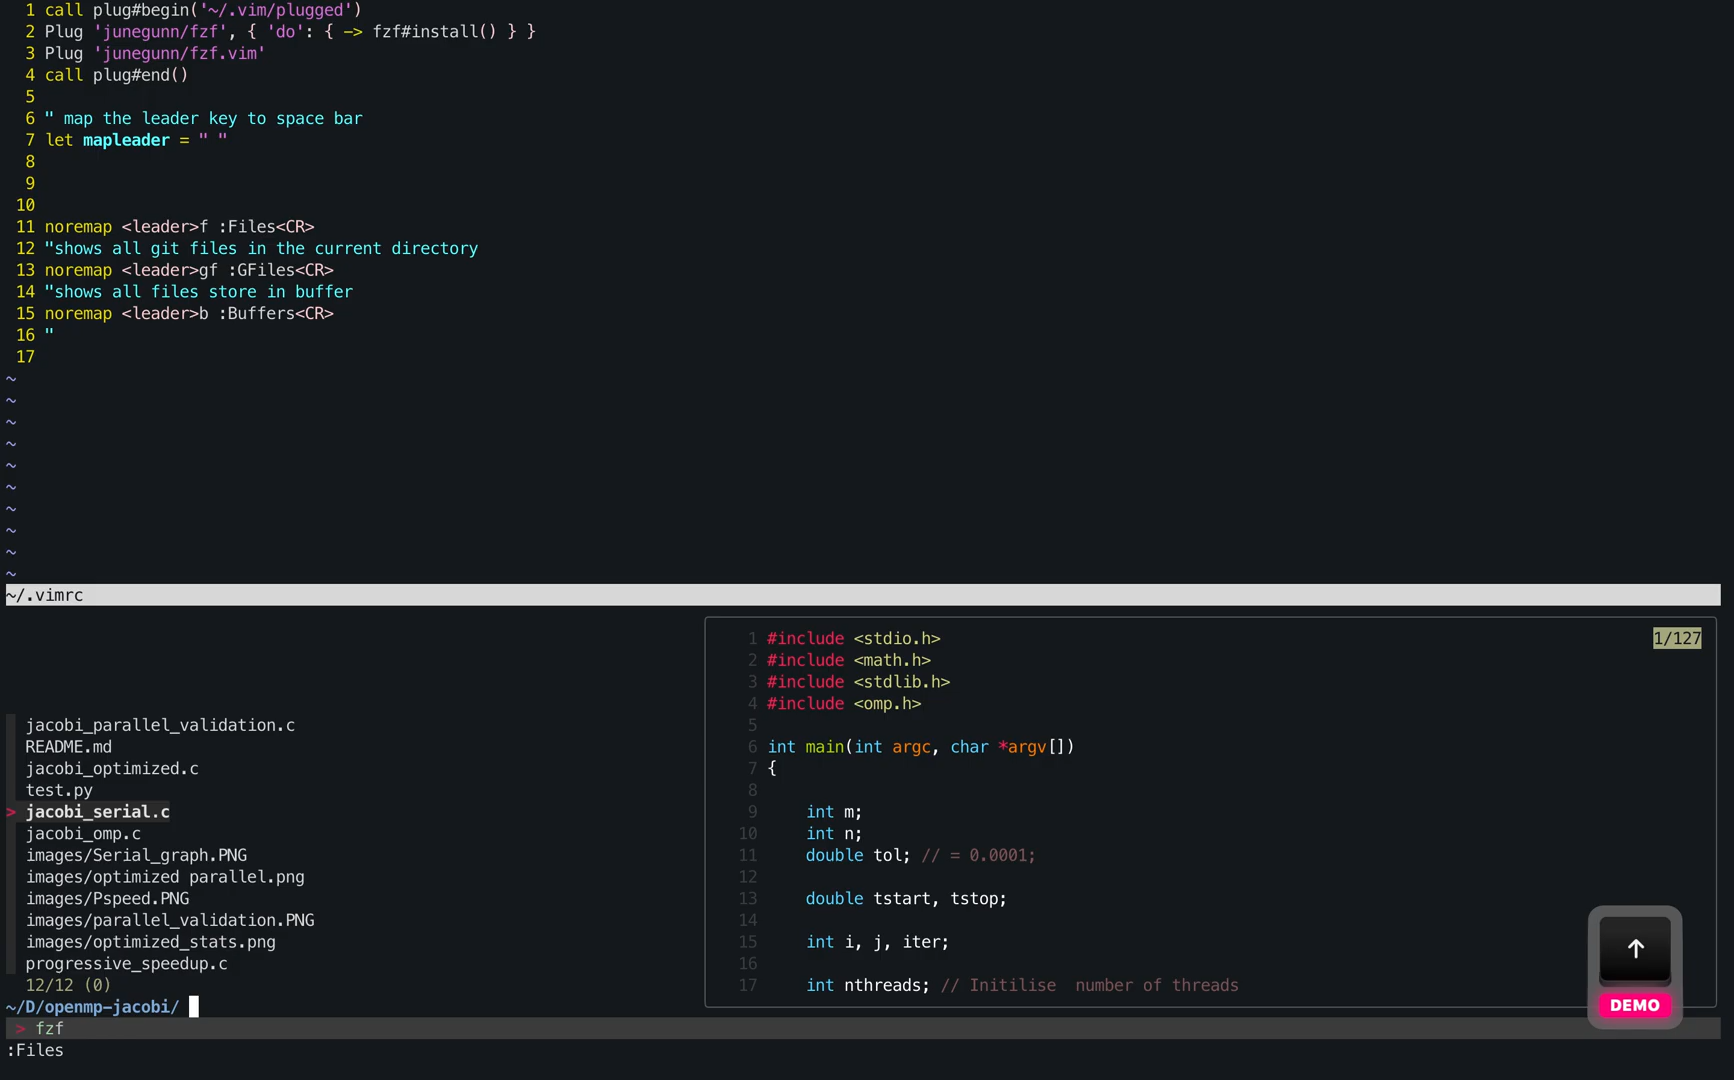 1 call plug#begin('~/.vim/plugged')
2 Plug 'junegunn/fzf', { 'do': { -> fzf#install() } }
3 Plug 'junegunn/fzf.vim'
4 call plug#end()
5
6 " map the leader key to space bar
7 let mapleader = " "
8
9
10
11 noremap <leader>f :Files<CR>
12 "shows all git files in the current directory
13 noremap <leader>gf :GFiles<CR>
14 "shows all files store in buffer
15 noremap <leader>b :Buffers<CR>
16 "
17
~
~
~
~
~
~
~
~
~
~
~/.vimrc
jacobi_parallel_validation.c
README.md
jacobi_optimized.c
test.py
> jacobi_serial.c
jacobi_omp.c
images/Serial_graph.PNG
images/optimized parallel.png
images/Pspeed.PNG
images/parallel_validation.PNG
images/optimized_stats.png
progressive_speedup.c
12/12 (0)
~/D/openmp-jacobi/
1 #include <stdio.h>
1/127
2 #include <math.h>
3 #include <stdlib.h>
4 #include <omp.h>
5
6 int main(int argc, char *argv[])
7 {
8
9 int m;
10 int n;
11 double tol; // = 0.0001;
12
13 double tstart, tstop;
14
15 int i, j, iter;
16
17 int nthreads; // Initilise  number of threads
↑
DEMO
> fzf
:Files